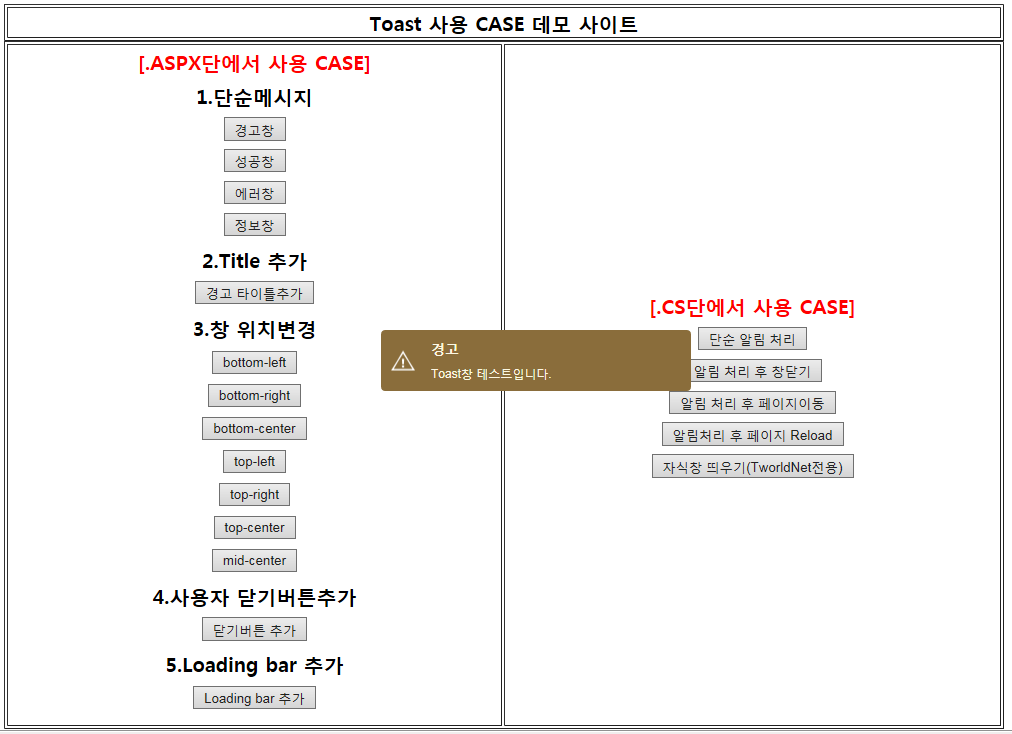 Toast 사용 CASE 데모 사이트
[.ASPX단에서 사용 CASE]
1.단순메시지
경고창
성공창
에러창
정보창
2.Title 추가
경고 타이틀추가
3.창 위치변경
bottom-left
bottom-right
bottom-center
top-left
top-right
top-center
mid-center
4.사용자 닫기버튼추가
닫기버튼 추가
5.Loading bar 추가
Loading bar 추가
경고
Toast창 테스트입니다.
[.CS단에서 사용 CASE]
단순 알림 처리
알림 처리 후 창닫기
알림 처리 후 페이지이동
알림처리 후 페이지 Reload
자식창 띄우기(TworldNet전용)